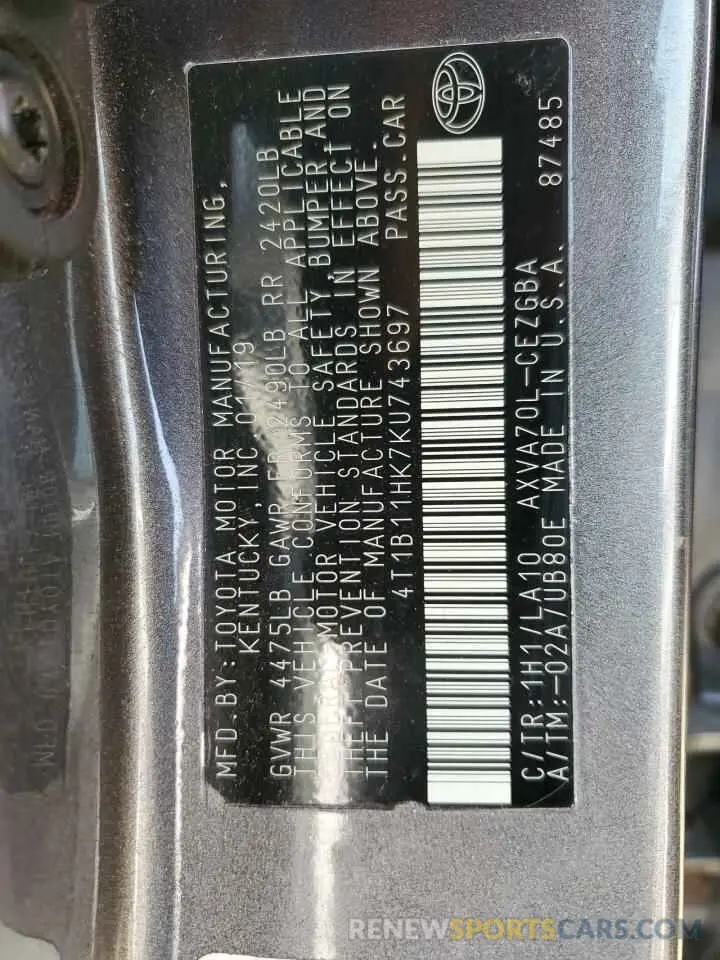 MFD.BY:TOYOTA MOTOR MANUFACTURING,
KENTUCKY,INC 01/19
GVWR 4475LB GAWR FR 2490LB RR 2420LB
THIS VEHICLE CONFORMS TO ALL APPLICABLE
FEDERAL MOTOR VEHICLE SAFETY, BUMPER AND
THEFT PREVENTION STANDARDS IN EFFECT ON
THE DATE OF MANUFACTURE SHOWN ABOVE.
4T1B11HK7KU743697 PASS.CAR
C/TR:1H1/LA10 AXVA70L-CEZGBA
A/TM:-02A/UB80E MADE IN U.S.A. 87485
RENEWSPORTSCARS.COM